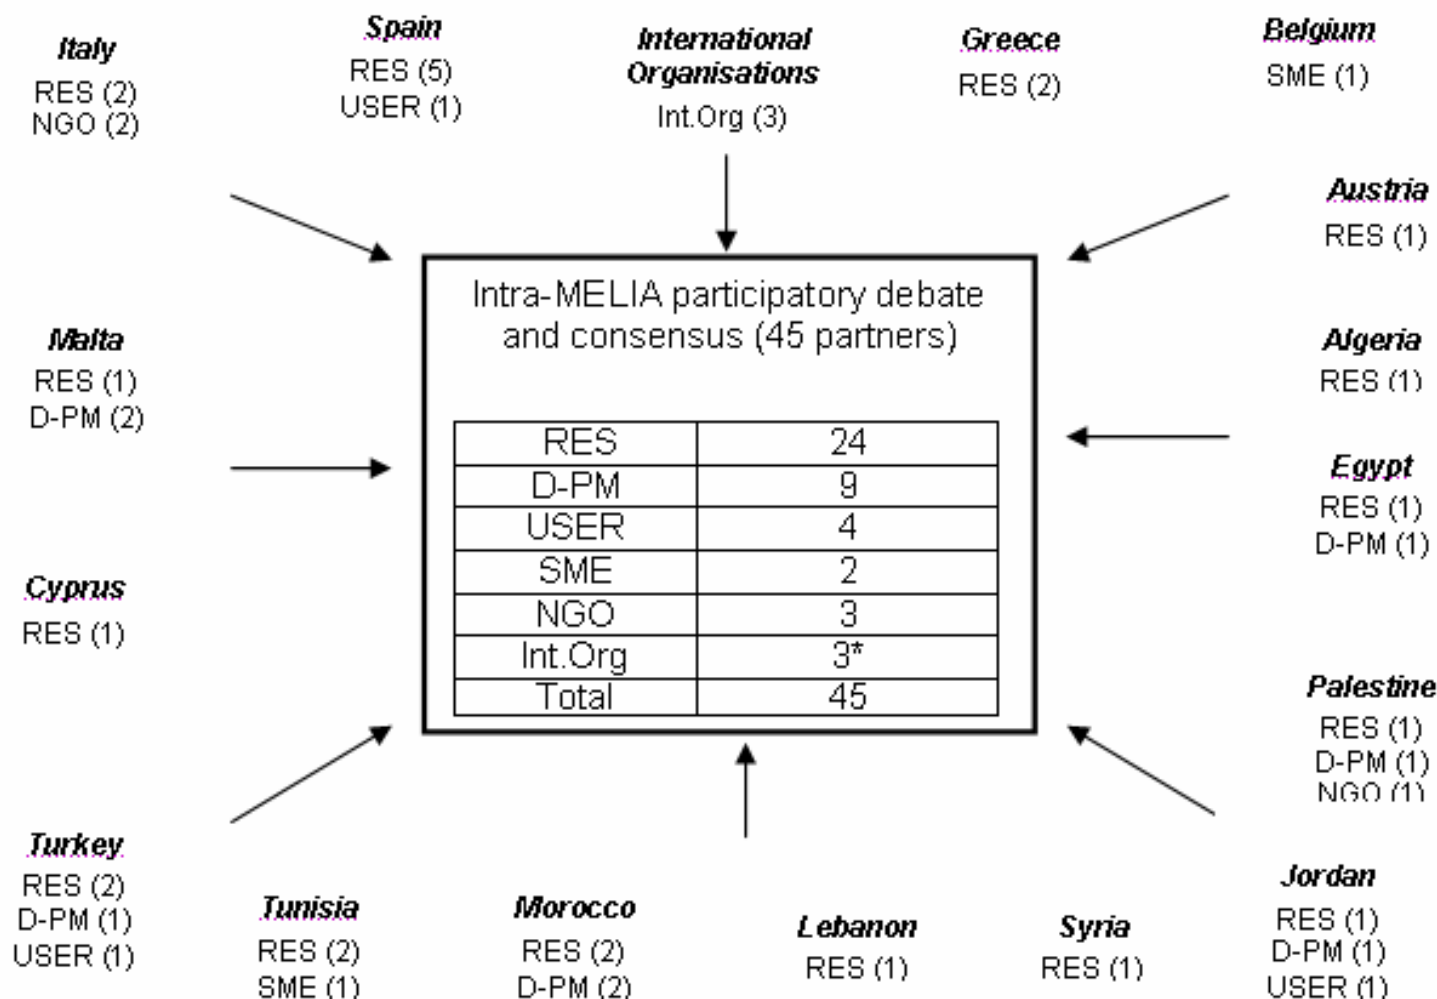 Italy
RES (2)
NGO (2)
Spain
RES (5)
USER (1)
International
Organisations
Int.Org (3)
Greece
RES (2)
Belgium
SME (1)
Austria
RES (1)
Malta
RES (1)
D-PM (2)
Intra-MELIA participatory debate
and consensus (45 partners)
RES 24
D-PM 9
USER 4
SME 2
NGO 3
Int.Org 3*
Total 45
Algeria
RES (1)
Egypt
RES (1)
D-PM (1)
Cyprus
RES (1)
Palestine
RES (1)
D-PM (1)
NGO (1)
Turkey
RES (2)
D-PM (1)
USER (1)
Tunisia
RES (2)
SME (1)
Morocco
RES (2)
D-PM (2)
Lebanon
RES (1)
Syria
RES (1)
Jordan
RES (1)
D-PM (1)
USER (1)